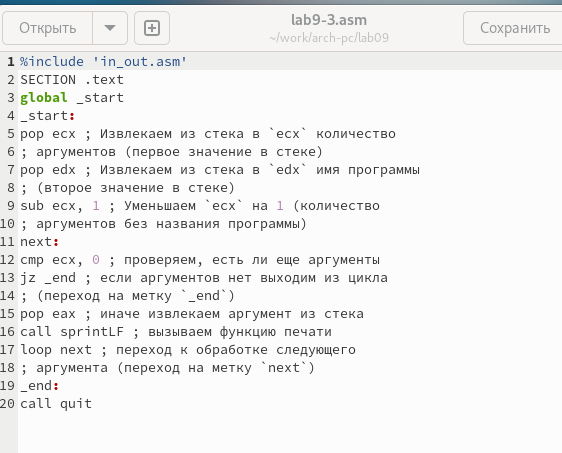 Открыть
lab9-3.asm
~/work/arch-pc/lab09
Сохранить
1 %include 'in_out.asm'
2 SECTION .text
3 global _start
4 _start:
5 pop ecx ; Извлекаем из стека в `ecx` количество
6 ; аргументов (первое значение в стеке)
7 pop edx ; Извлекаем из стека в `edx` имя программы
8 ; (второе значение в стеке)
9 sub ecx, 1 ; Уменьшаем `ecx` на 1 (количество
10 ; аргументов без названия программы)
11 next:
12 cmp ecx, 0 ; проверяем, есть ли еще аргументы
13 jz _end ; если аргументов нет выходим из цикла
14 ; (переход на метку `_end`)
15 pop eax ; иначе извлекаем аргумент из стека
16 call sprintLF ; вызываем функцию печати
17 loop next ; переход к обработке следующего
18 ; аргумента (переход на метку `next`)
19 _end:
20 call quit